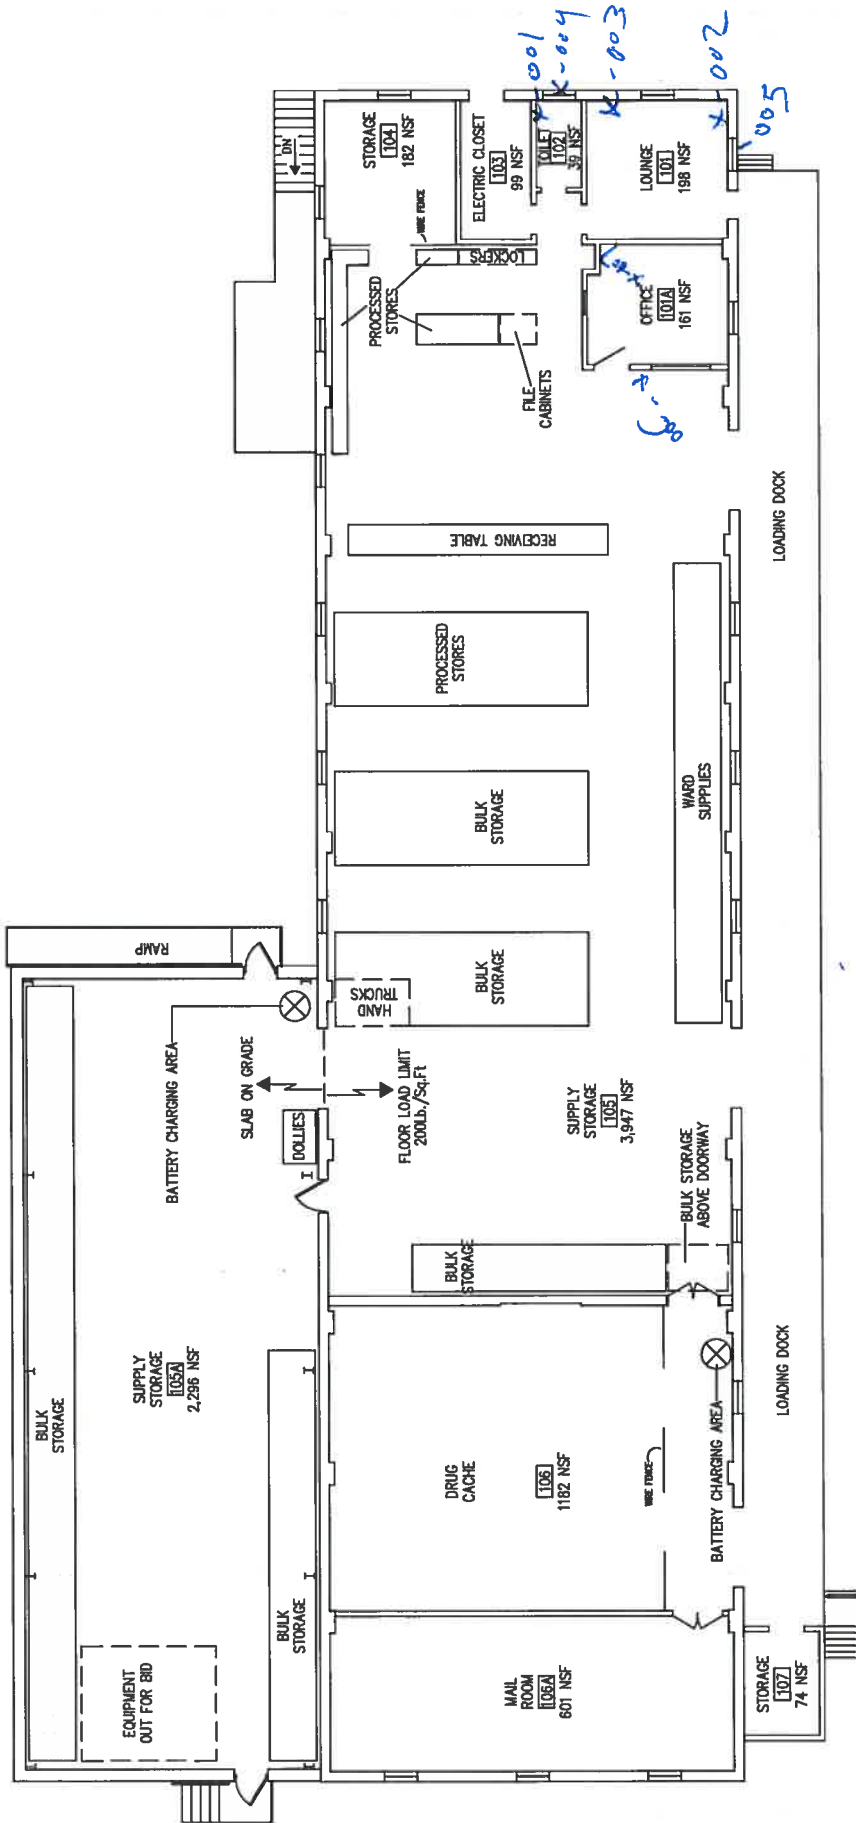 -001
-004
-003
002
005
DN
STORAGE
104
182 NSF
ELECTRIC CLOSET
103
99 NSF
TOILET
102
39 NSF
LOUNGE
101
198 NSF
WIRE FENCE
LOCKERS
PROCESSED
STORES
OFFICE
101A
161 NSF
FILE
CABINETS
RECEIVING TABLE
LOADING DOCK
PROCESSED
STORES
BULK
STORAGE
WARD
SUPPLIES
BULK
STORAGE
HAND
TRUCKS
RAMP
BATTERY CHARGING AREA
SLAB ON GRADE
FLOOR LOAD LIMIT
200Lb./Sq.Ft
DOLLIES
SUPPLY
STORAGE
105
3,947 NSF
BULK STORAGE
ABOVE DOORWAY
BULK
STORAGE
BULK
STORAGE
SUPPLY
STORAGE
105A
2,296 NSF
BULK
STORAGE
EQUIPMENT
OUT FOR BID
DRUG
CACHE
106
1182 NSF
WIRE FENCE
BATTERY CHARGING AREA
LOADING DOCK
MAIL
ROOM
106A
601 NSF
STORAGE
107
74 NSF